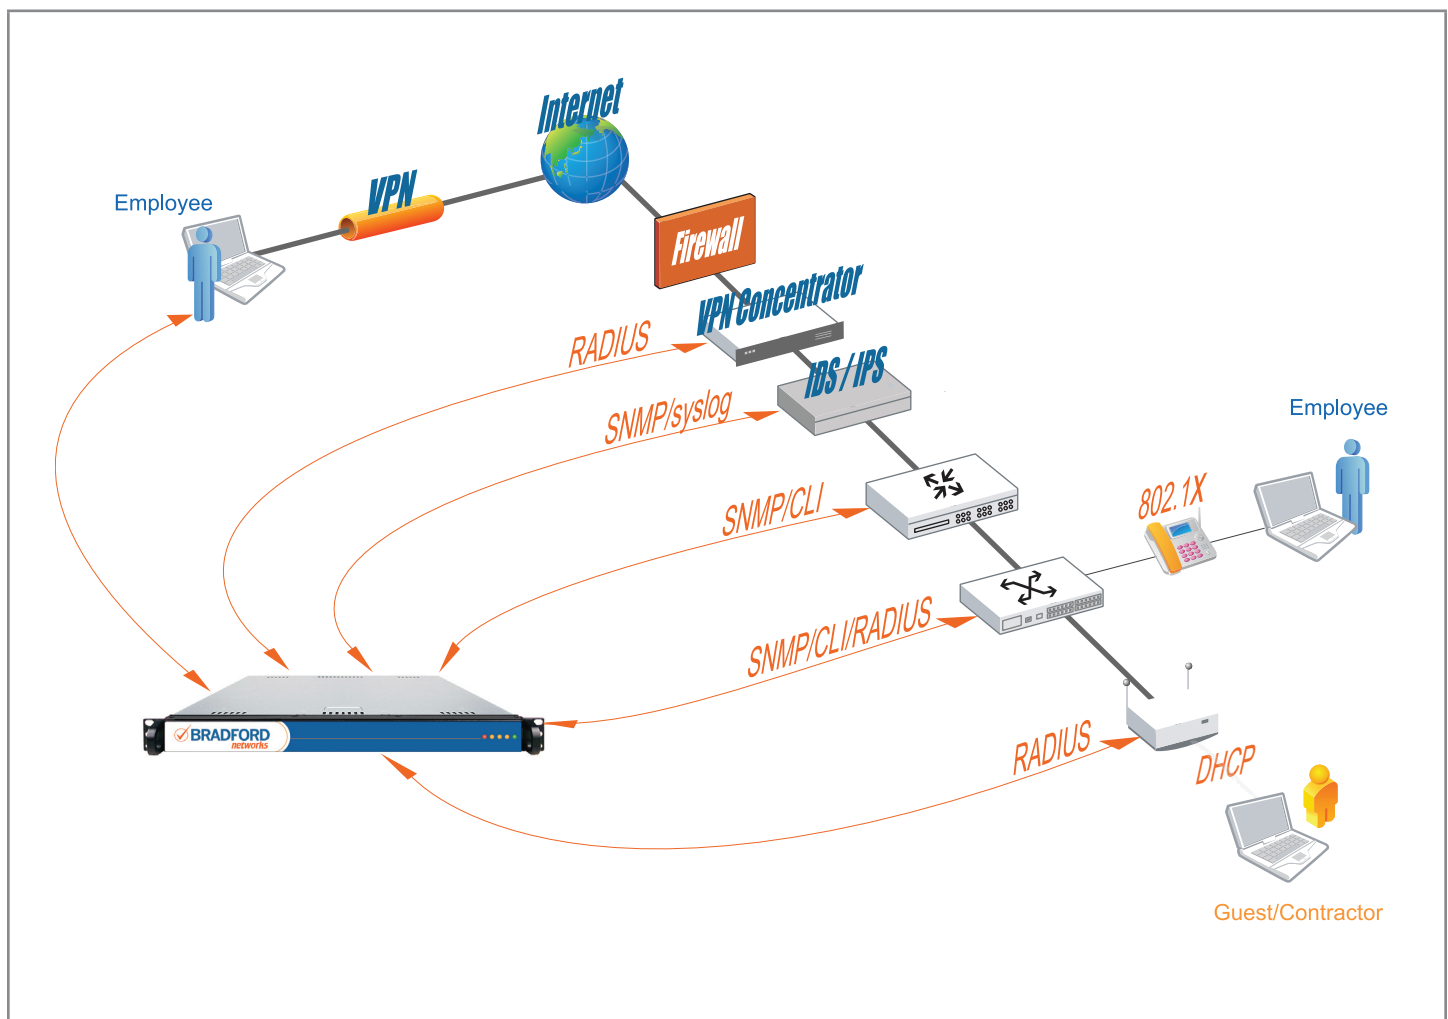 Internet
VPN
Employee
Firewall
VPN Concentrator
RADIUS
IDS / IPS
SNMP/syslog
Employee
SNMP/CLI
802.1X
SNMP/CLI/RADIUS
BRADFORD
networks
RADIUS
DHCP
Guest/Contractor